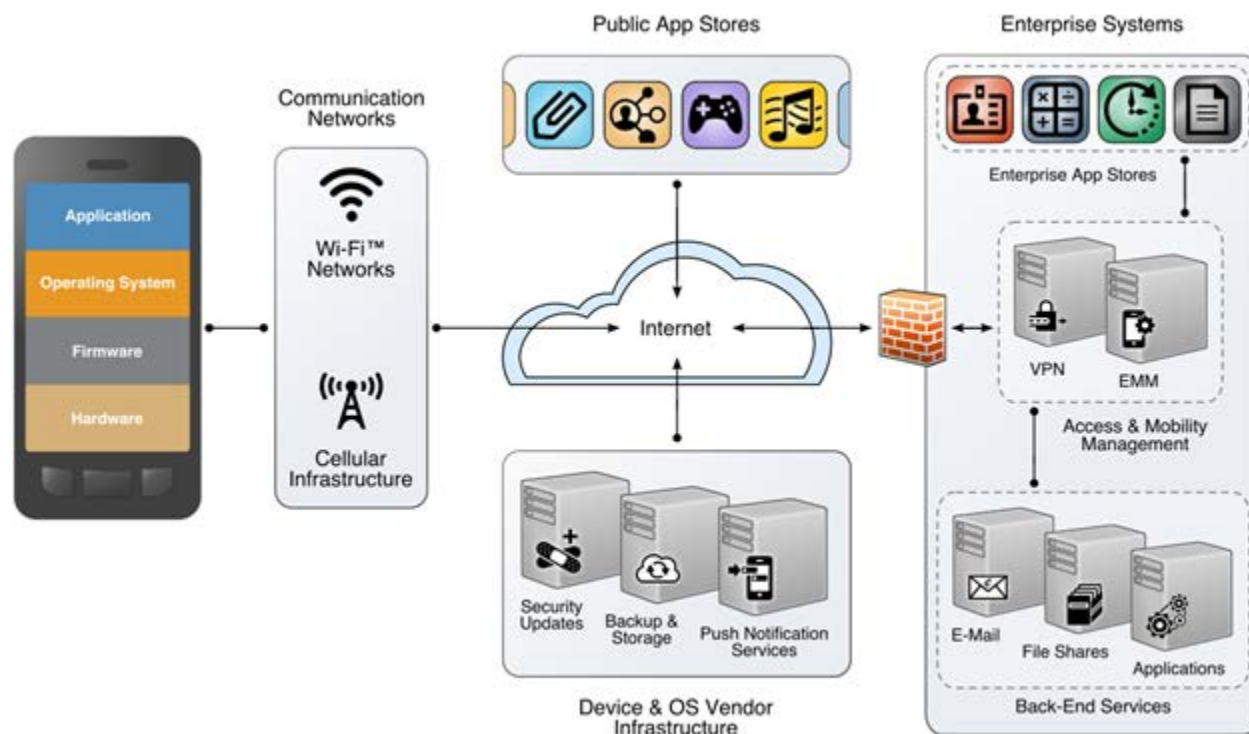 Public App Stores
Enterprise Systems
Communication
Networks
Application
Operating System
Firmware
Hardware
Wi-Fi™
Networks
Cellular
Infrastructure
Internet
Enterprise App Stores
VPN
EMM
Access & Mobility
Management
Security
Updates
Backup &
Storage
Push Notification
Services
Device & OS Vendor
Infrastructure
E-Mail
File Shares
Applications
Back-End Services